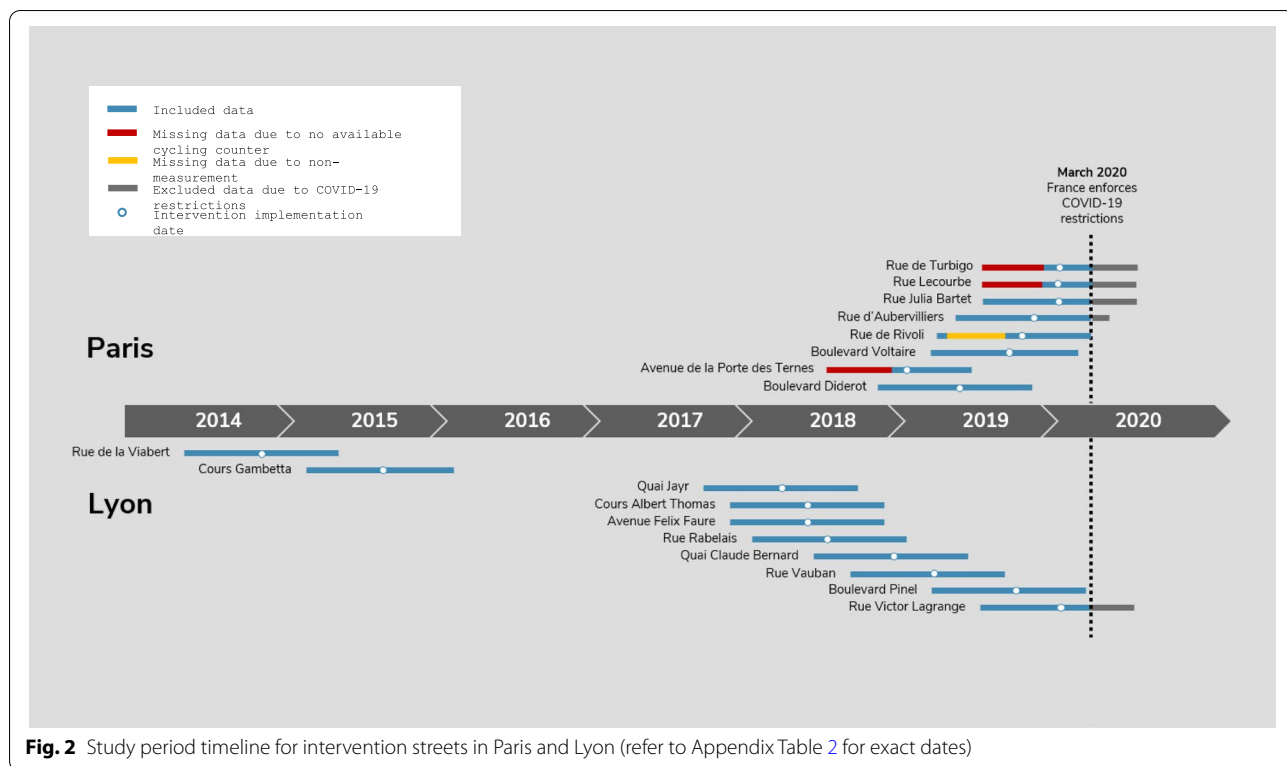 Included data
Missing data due to no available
cycling counter
Missing data due to non-
measurement
Excluded data due to COVID-19
restrictions
Intervention implementation
date
March 2020
France enforces
COVID-19
restrictions
Rue de Turbigo
Rue Lecourbe
Rue Julia Bartet
Rue d'Aubervilliers
Rue de Rivoli
Boulevard Voltaire
Avenue de la Porte des Ternes
Boulevard Diderot
Paris
2014 2015 2016 2017 2018 2019 2020
Rue de la Viabert
Cours Gambetta
Lyon
Quai Jayr
Cours Albert Thomas
Avenue Felix Faure
Rue Rabelais
Quai Claude Bernard
Rue Vauban
Boulevard Pinel
Rue Victor Lagrange
Fig. 2 Study period timeline for intervention streets in Paris and Lyon (refer to Appendix Table 2 for exact dates)